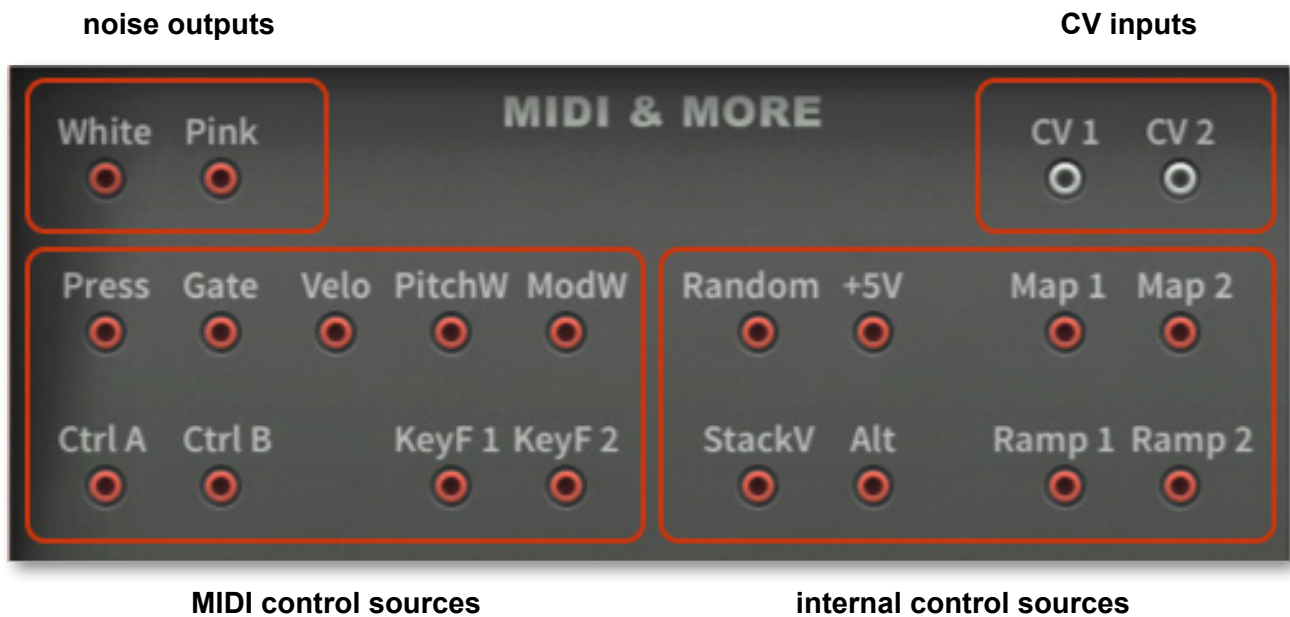 noise outputs CV inputs
MIDI & MORE
White Pink CV 1 CV 2
Press Gate Velo PitchW ModW Random +5V Map 1 Map 2
Ctrl A Ctrl B KeyF 1 KeyF 2 StackV Alt Ramp 1 Ramp 2
MIDI control sources internal control sources